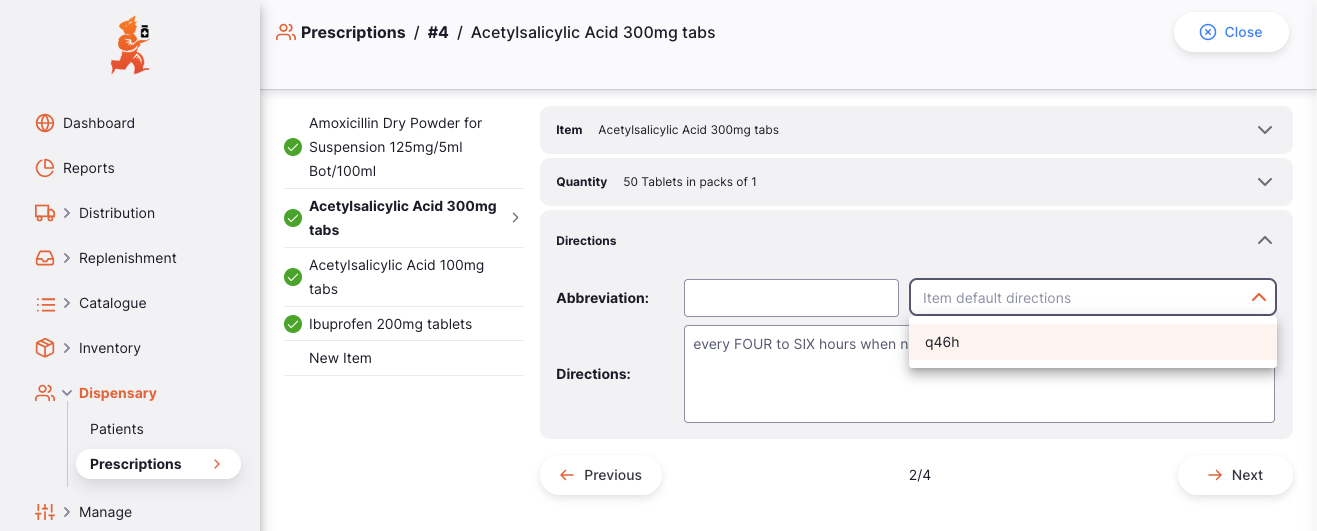 Prescriptions / #4 / Acetylsalicylic Acid 300mg tabs
Close
Dashboard
Reports
Distribution
Replenishment
Catalogue
Inventory
Dispensary
Patients
Prescriptions
Manage
Amoxicillin Dry Powder for
Suspension 125mg/5ml
Bot/100ml
Acetylsalicylic Acid 300mg
tabs
Acetylsalicylic Acid 100mg
tabs
Ibuprofen 200mg tablets
New Item
Item Acetylsalicylic Acid 300mg tabs
Quantity 50 Tablets in packs of 1
Directions
Abbreviation:
Item default directions
q46h
Directions:
every FOUR to SIX hours when n
Previous
2/4
Next